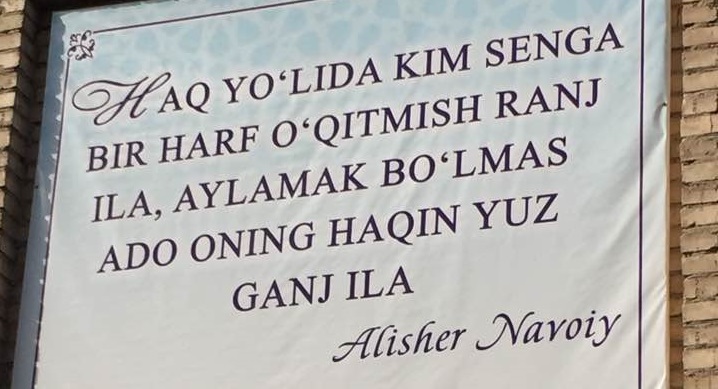 HAQ YO‘LIDA KIM SENGA
BIR HARF O‘QITMISH RANJ
ILA, AYLAMAK BO‘LMAS
ADO ONING HAQIN YUZ
GANJ ILA
Alisher Navoiy